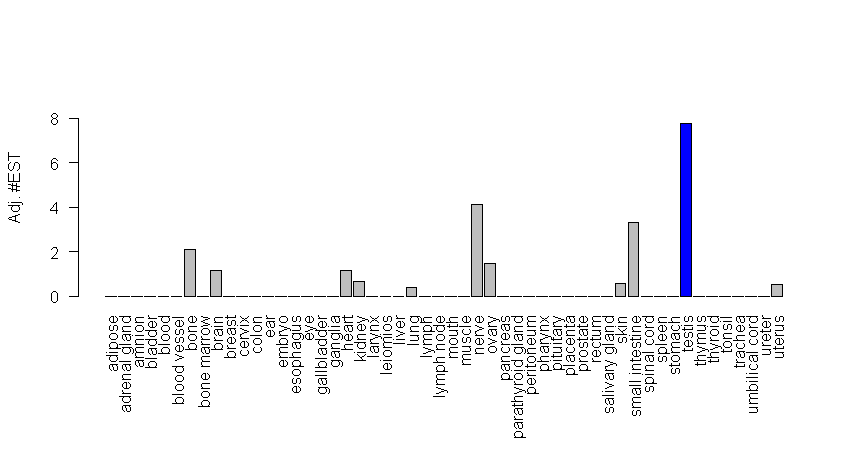 Adj. #EST
8
6
4
2
0
adipose
adrenal gland
amnion
bladder
blood
blood vessel
bone
bone marrow
brain
breast
cervix
colon
ear
embryo
esophagus
eye
gallbladder
ganglia
heart
kidney
larynx
leiomios
liver
lung
lymph
lymph node
mouth
muscle
nerve
ovary
pancreas
parathyroid gland
peritoneum
pharynx
pituitary
placenta
prostate
rectum
salivary gland
skin
small intestine
spinal cord
spleen
stomach
testis
thymus
thyroid
tonsil
trachea
umbilical cord
ureter
uterus